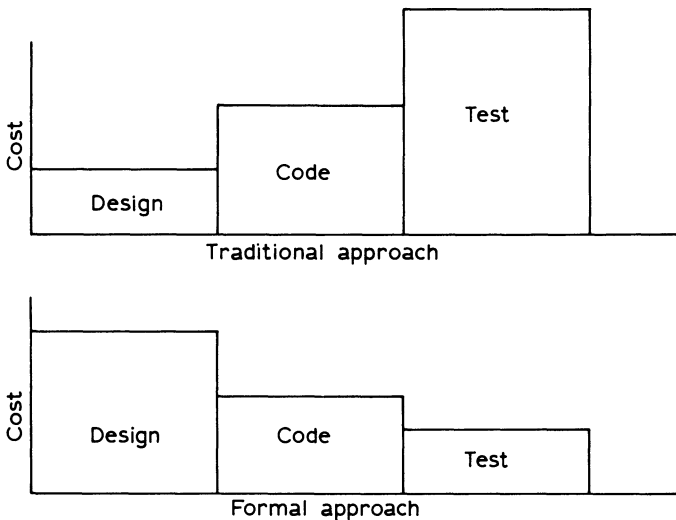 Cost
Test
Code
Design
Traditional approach
Cost
Design
Code
Test
Formal approach